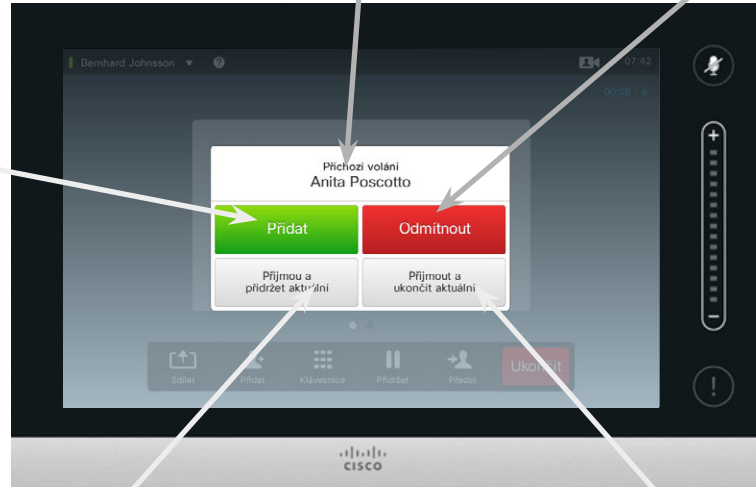 Bernhard Johnsson
?
07:42
00:09
+
Příchozí volání
Anita Poscotto
Přidat
Odmítnout
Přijmou a
přidržet aktuální
Přijmout a
ukončit aktuální
−
Sdílet
Přidat
Klávesnice
Přidržet
Předat
Ukončit
!
CISCO